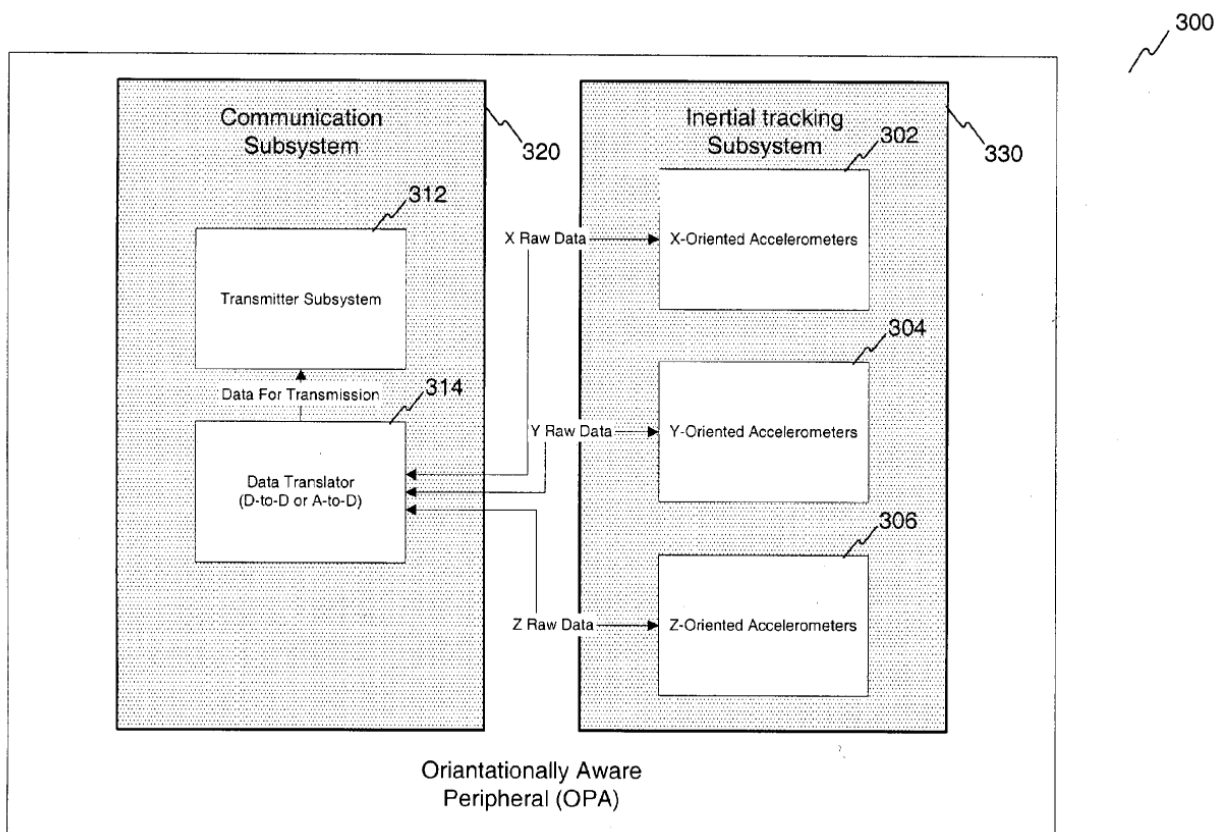 300
Communication
Subsystem
320
312
Transmitter Subsystem
Data For Transmission
314
Data Translator
(D-to-D or A-to-D)
X Raw Data
Y Raw Data
Z Raw Data
Inertial tracking
Subsystem
330
302
X-Oriented Accelerometers
304
Y-Oriented Accelerometers
306
Z-Oriented Accelerometers
Oriantationally Aware
Peripheral (OPA)